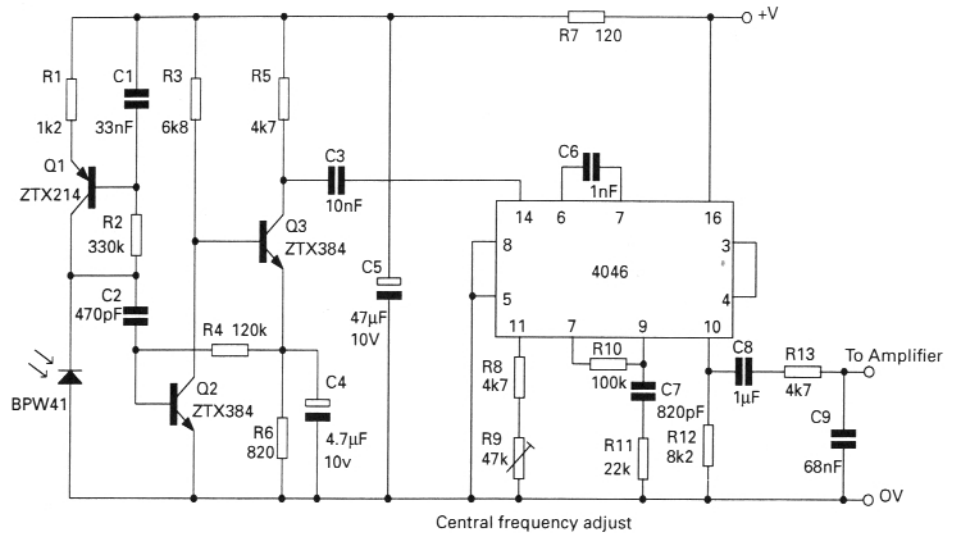 +V
R7 120
R1
1k2
C1
33nF
R3
6k8
R5
4k7
Q1
ZTX214
R2
330k
C2
470pF
BPW41
R4 120k
Q2
ZTX384
Q3
ZTX384
C3
10nF
R6
820
C4
4.7µF
10v
C5
47µF
10V
C6
1nF
14
6
7
16
8
3
4046
5
4
11
7
9
10
R8
4k7
R9
47k
R10
100k
C7
820pF
R11
22k
R12
8k2
C8
1µF
R13
4k7
To Amplifier
C9
68nF
OV
Central frequency adjust